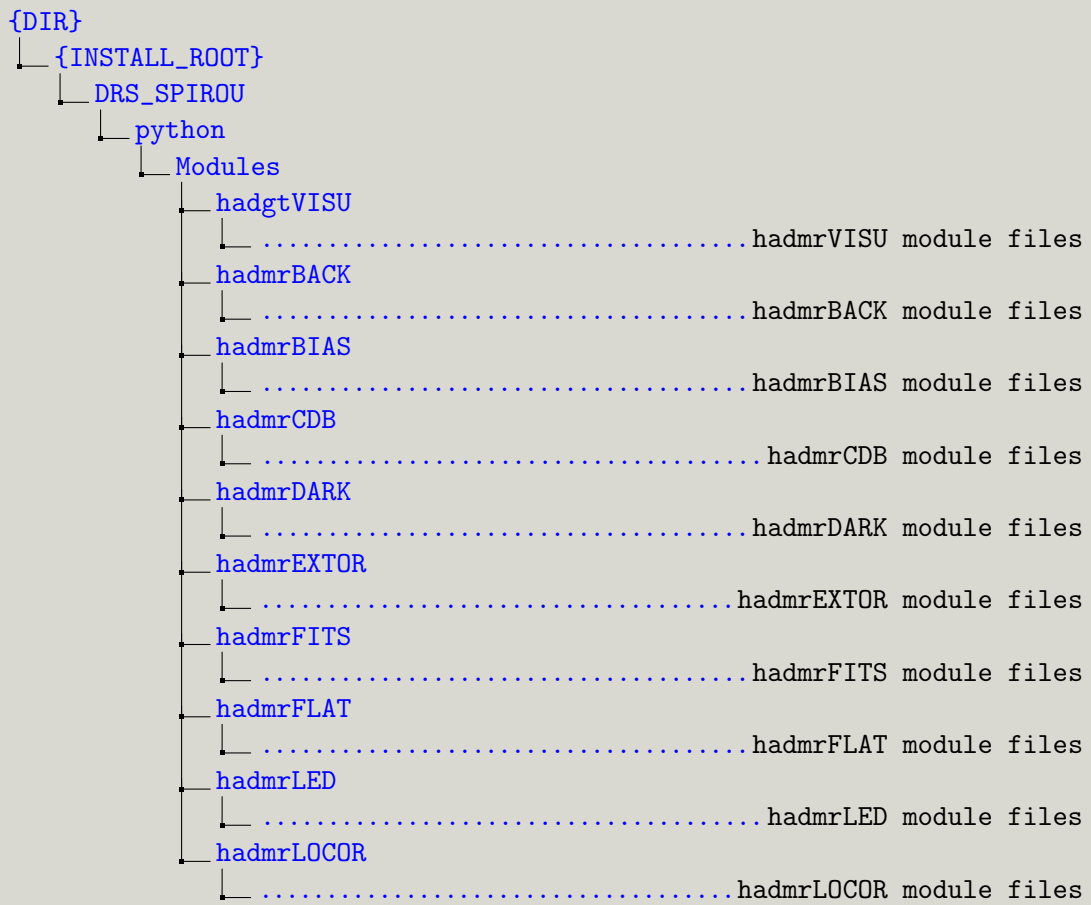 {DIR}
{INSTALL_ROOT}
DRS_SPIROU
python
Modules
hadgtVISU
.....................................hadmrVISU module files
hadmrBACK
.....................................hadmrBACK module files
hadmrBIAS
.....................................hadmrBIAS module files
hadmrCDB
......................................hadmrCDB module files
hadmrDARK
.....................................hadmrDARK module files
hadmrEXTOR
....................................hadmrEXTOR module files
hadmrFITS
.....................................hadmrFITS module files
hadmrFLAT
.....................................hadmrFLAT module files
hadmrLED
......................................hadmrLED module files
hadmrLOCOR
....................................hadmrLOCOR module files